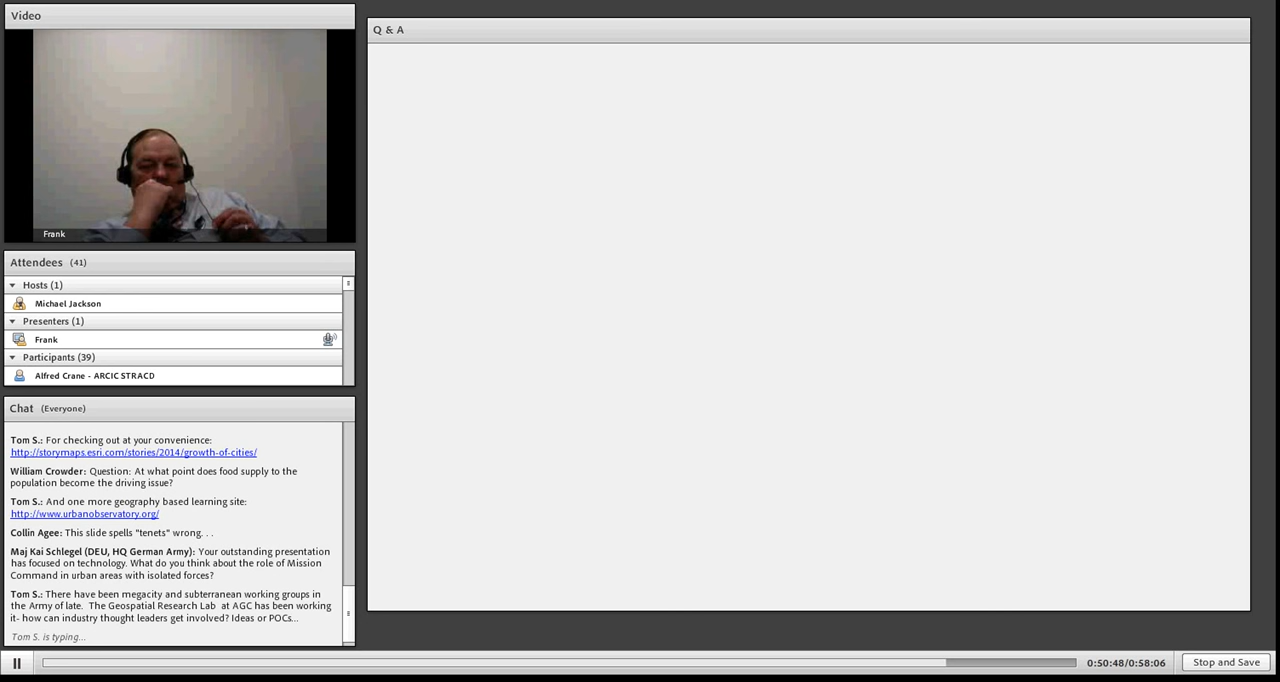 Video
Frank
Attendees (41)
Hosts (1)
Michael Jackson
Presenters (1)
Frank
Participants (39)
Alfred Crane - ARCIC STRACD
Chat (Everyone)
Tom S.: For checking out at your convenience:
http://storymaps.esri.com/stories/2014/growth-of-cities/
William Crowder: Question: At what point does food supply to the
population become the driving issue?
Tom S.: And one more geography based learning site:
http://www.urbanobservatory.org/
Collin Agee: This slide spells "tenets" wrong. . .
Maj Kai Schlegel (DEU, HQ German Army): Your outstanding presentation
has focused on technology. What do you think about the role of Mission
Command in urban areas with isolated forces?
Tom S.: There have been megacity and subterranean working groups in
the Army of late. The Geospatial Research Lab at AGC has been working
it- how can industry thought leaders get involved? Ideas or POCs...
Tom S. is typing...
Q & A
0:50:48/0:58:06
Stop and Save